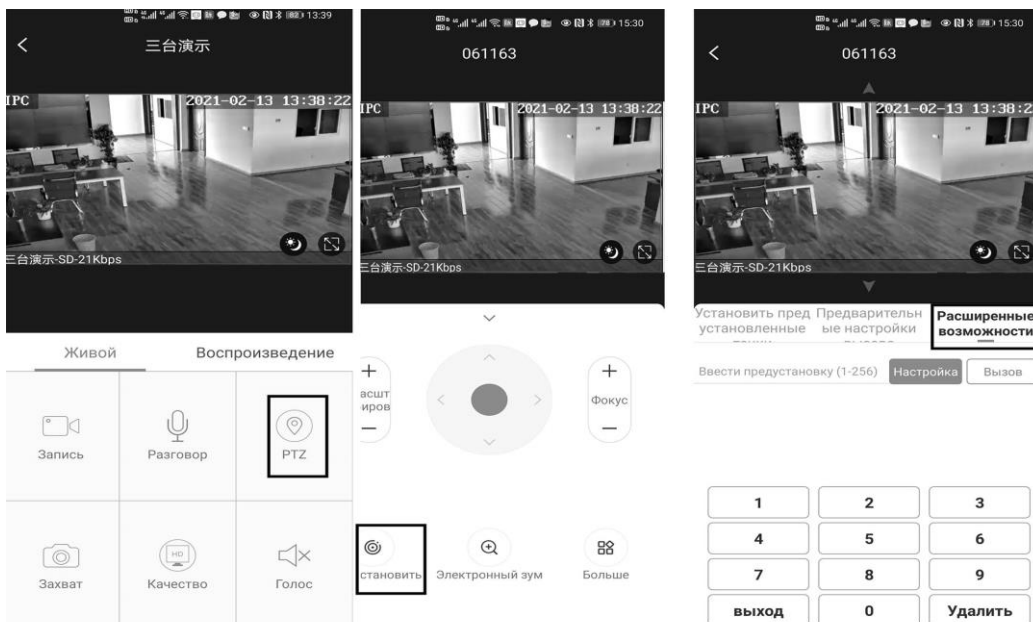 13:39
三台演示
IPC
2021-02-13 13:38:22
三台演示-SD-21Kbps
Живой
Воспроизведение
Запись
Разговор
PTZ
Захват
HD
Качество
Голос
15:30
061163
IPC
2021-02-13 13:38:22
三台演示-SD-21Kbps
асшт
иров
Фокус
становить
Электронный зум
Больше
15:30
061163
IPC
2021-02-13 13:38:2
三台演示-SD-21Kbps
Установить пред
установленные
Предварительн
ые настройки
Расширенные
возможности
Ввести предустановку (1-256)
Настройка
Вызов
1
2
3
4
5
6
7
8
9
выход
0
Удалить